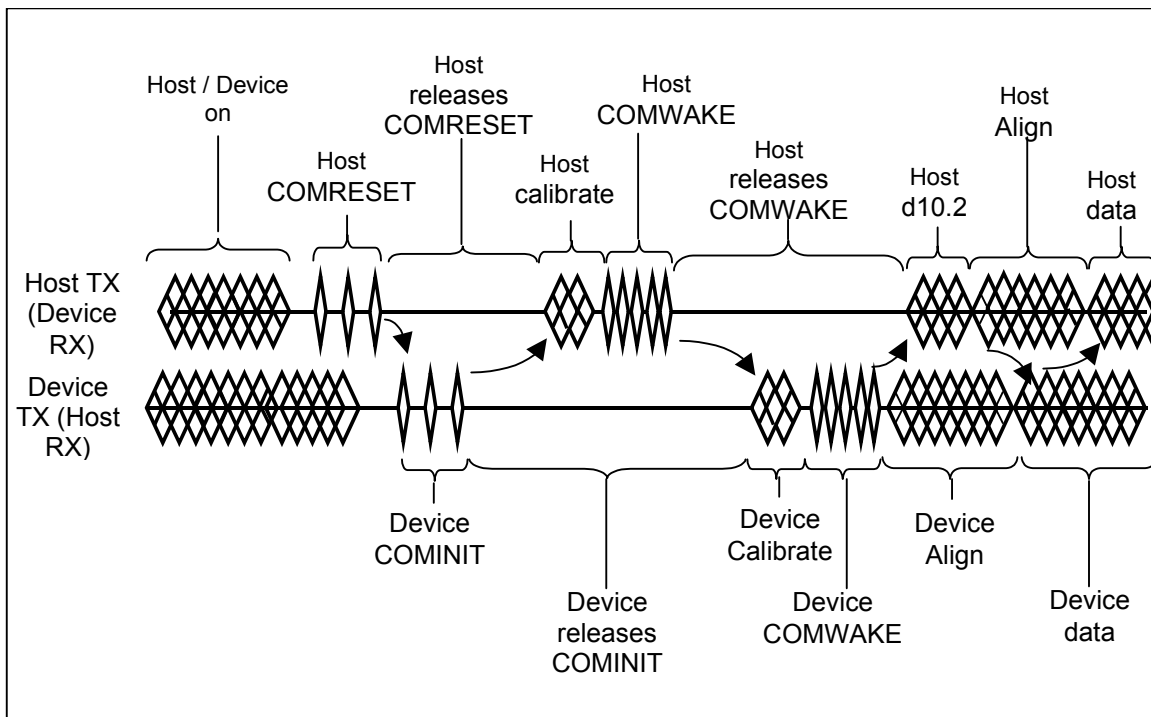 Host / Device
on
Host
COMRESET
Host
releases
COMRESET
Host
calibrate
Host
COMWAKE
Host
releases
COMWAKE
Host
d10.2
Host
Align
Host
data
Host TX
(Device
RX)
Device
TX (Host
RX)
Device
COMINIT
Device
releases
COMINIT
Device
Calibrate
Device
COMWAKE
Device
Align
Device
data